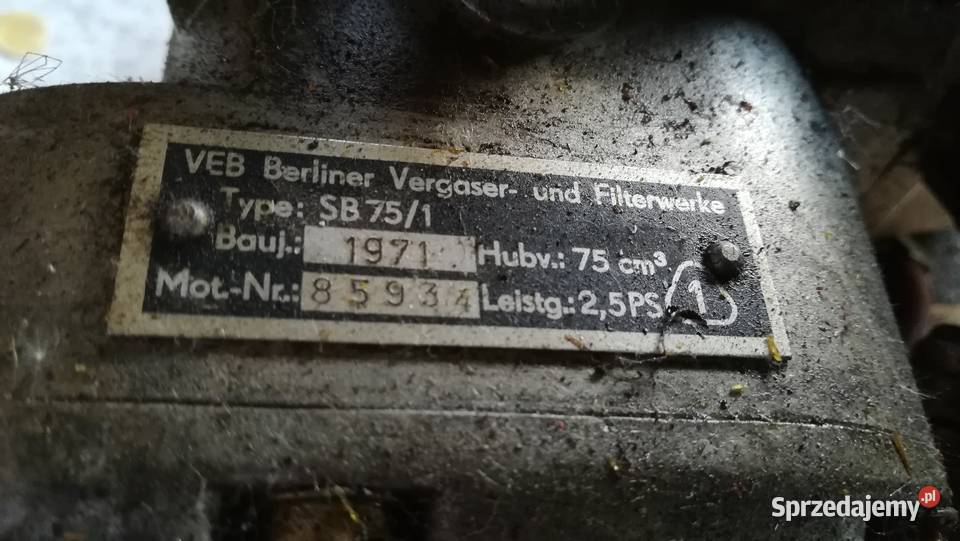 VEB Berliner Vergaser- und Filterwerke
Type: SB 75/1
Bauj.: 1971 Hubv.: 75 cm³
Mot-Nr.: 85934 Leistg.: 2,5 PS 1
Sprzedajemy.pl